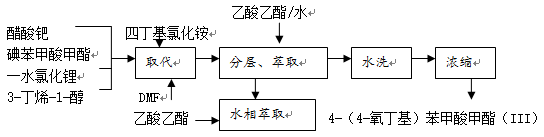 乙酸乙酯/水
醋酸钯
四丁基氯化铵
碘苯甲酸甲酯
取代
分层、萃取
水洗
浓缩
一水氯化锂
3-丁烯-1-醇
DMF
乙酸乙酯
水相萃取
4-（4-氧丁基）苯甲酸甲酯（III）